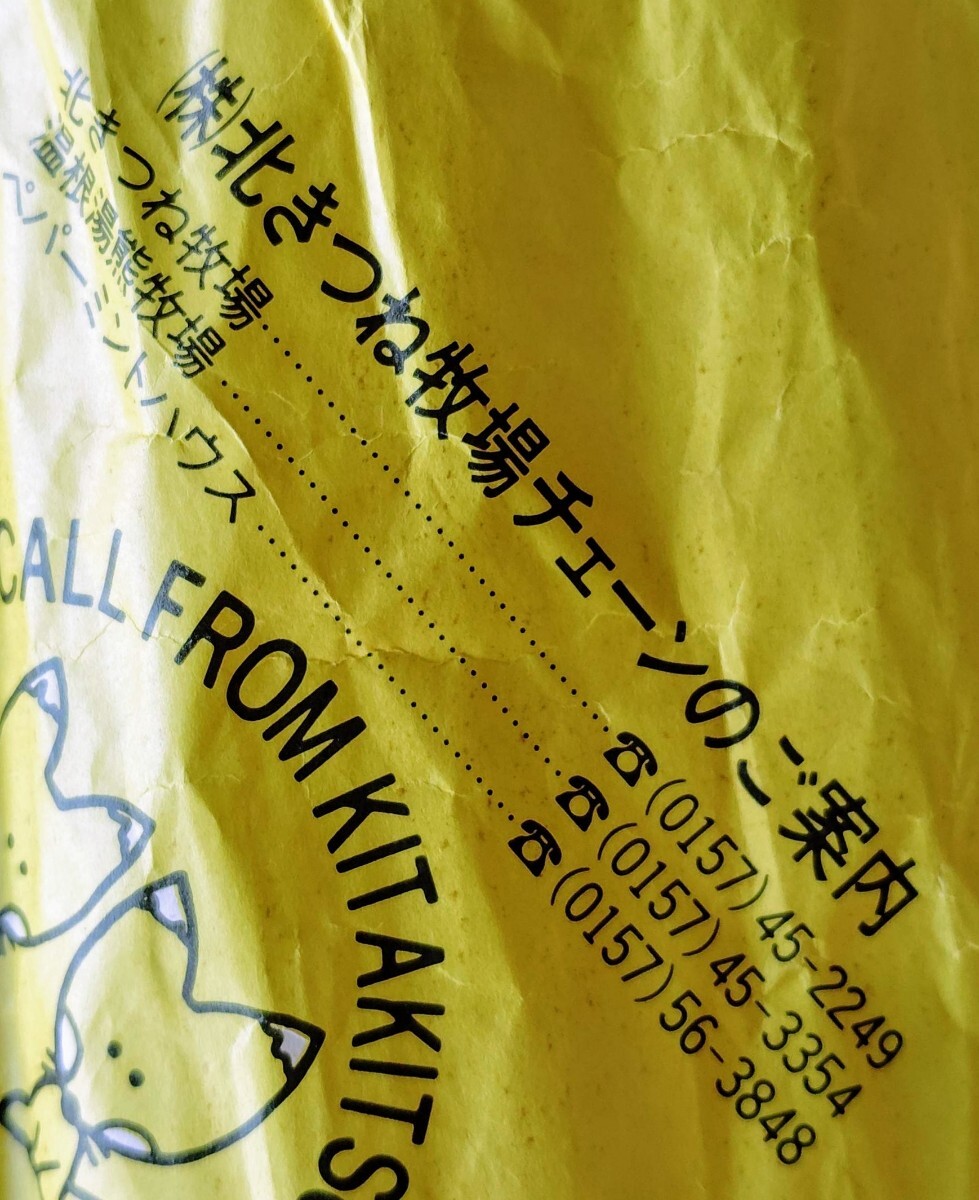 ㈱北きつね牧場チェーンのご案内
北きつね牧場…………☎(0157)45-2249
温根湯熊牧場…………☎(0157)45-3354
ペパーミントハウス…………☎(0157)56-3848
CALL FROM KITAKITS